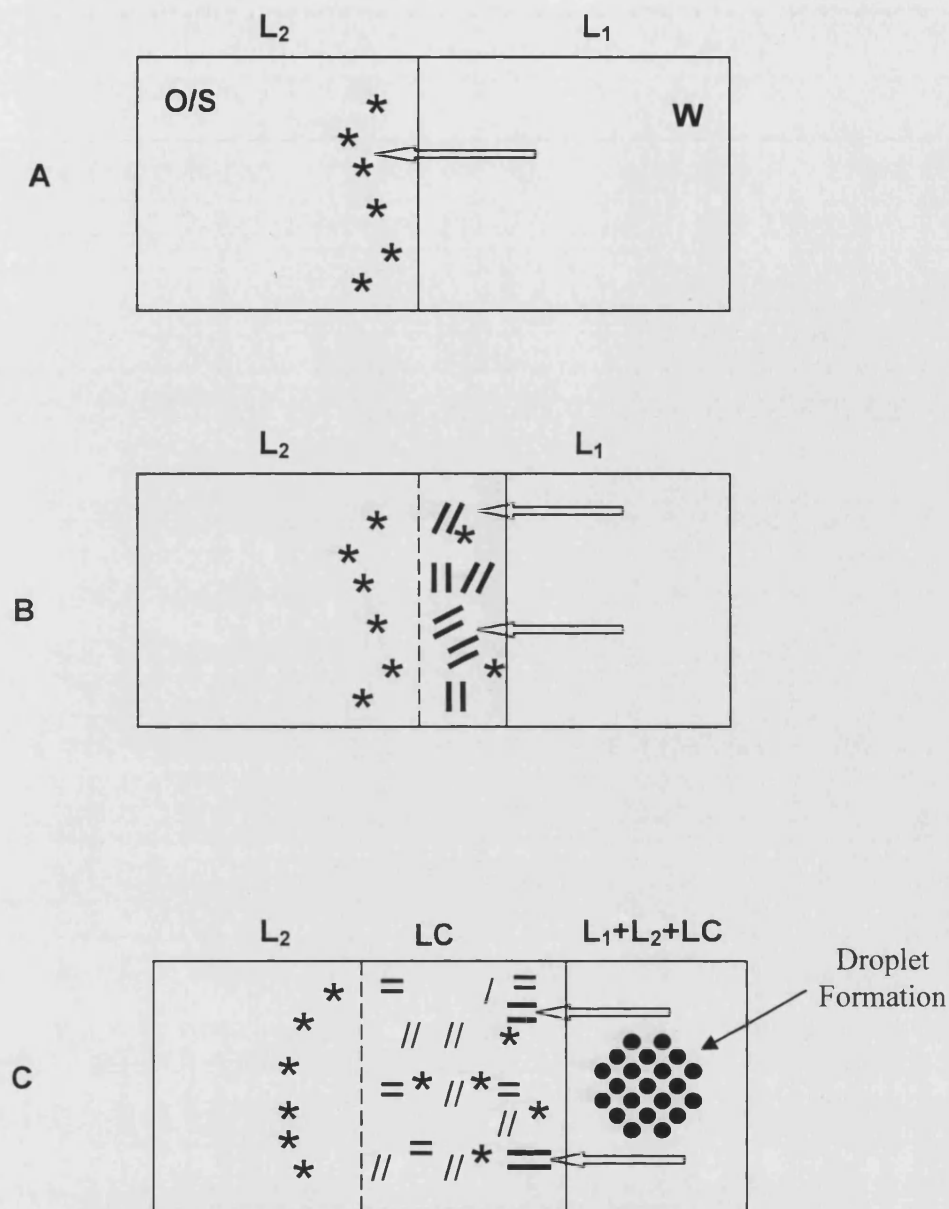 L₂ L₁
O/S W
A
L₂ L₁
B
L₂ LC L₁+L₂+LC
Droplet
Formation
C